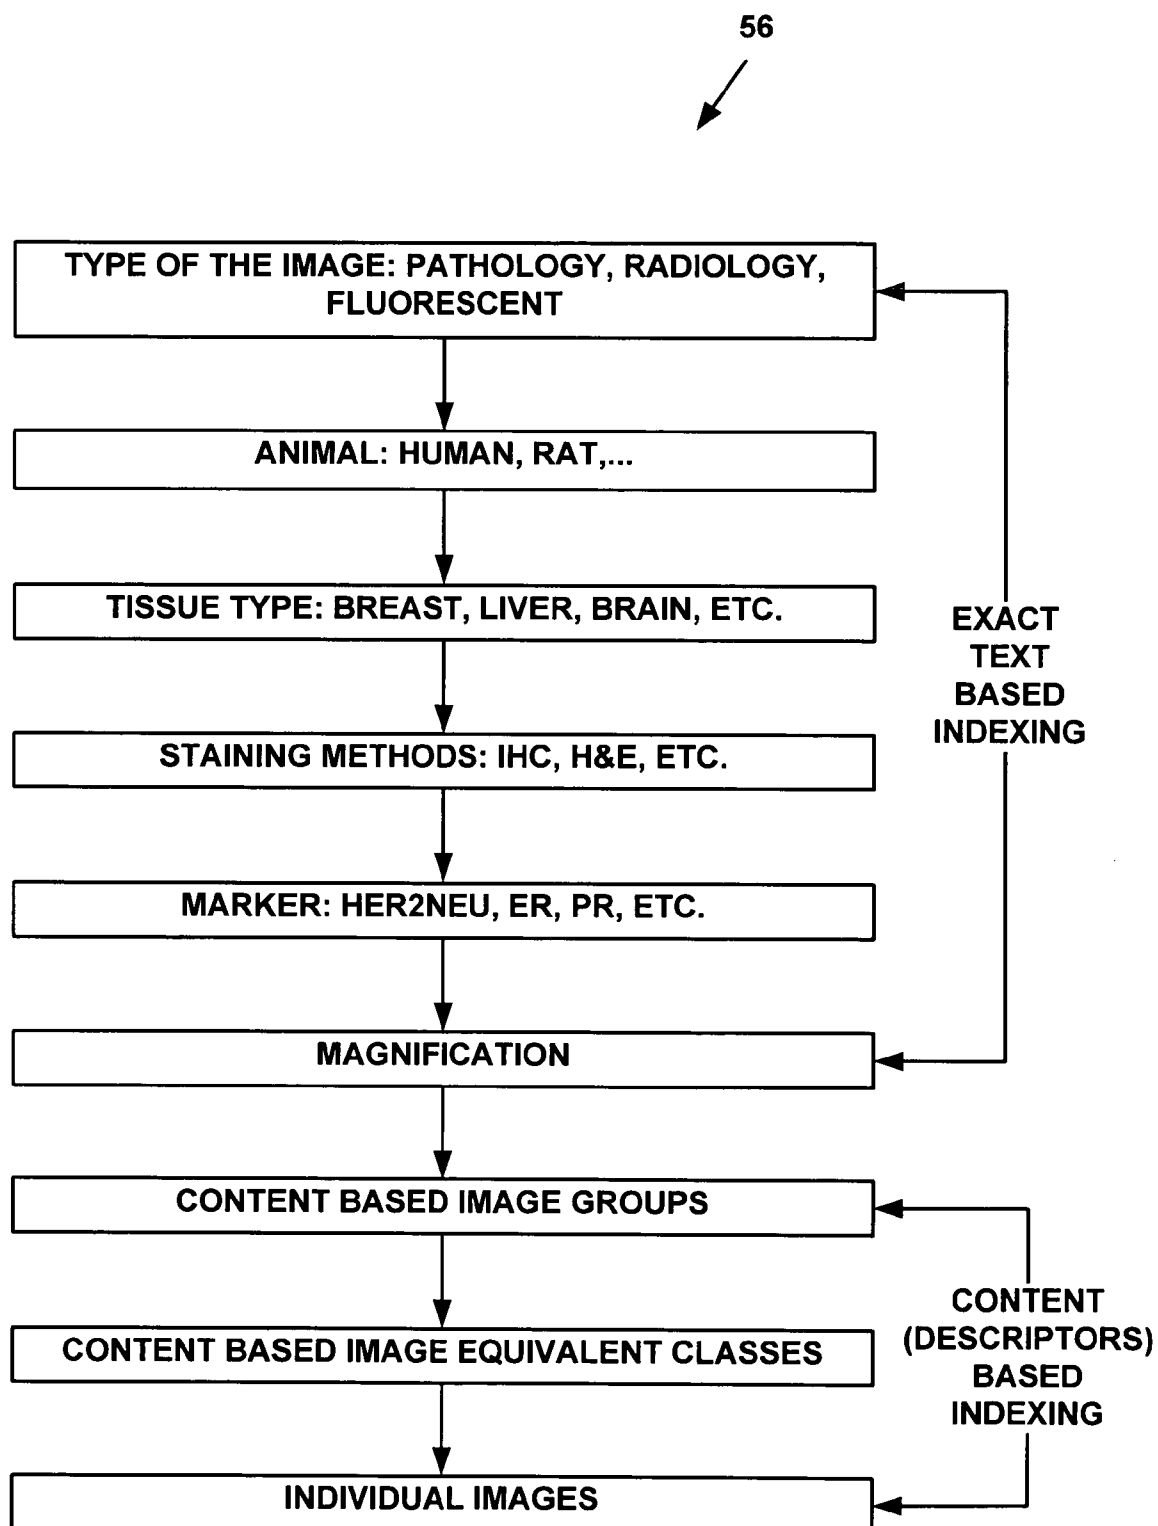 56
TYPE OF THE IMAGE: PATHOLOGY, RADIOLOGY,
FLUORESCENT
ANIMAL: HUMAN, RAT,...
TISSUE TYPE: BREAST, LIVER, BRAIN, ETC.
STAINING METHODS: IHC, H&E, ETC.
MARKER: HER2NEU, ER, PR, ETC.
MAGNIFICATION
EXACT
TEXT
BASED
INDEXING
CONTENT BASED IMAGE GROUPS
CONTENT BASED IMAGE EQUIVALENT CLASSES
INDIVIDUAL IMAGES
CONTENT
(DESCRIPTORS)
BASED
INDEXING